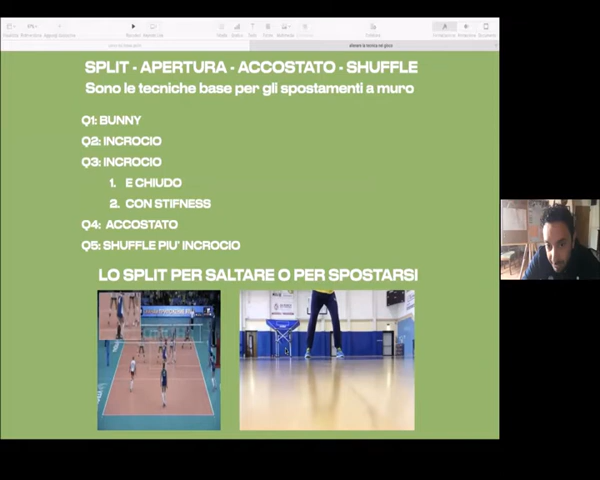 SPLIT - APERTURA - ACCOSTATO - SHUFFLE
Sono le tecniche base per gli spostamenti a muro
Q1: BUNNY
Q2: INCROCIO
Q3: INCROCIO
1. E CHIUDO
2. CON STIFNESS
Q4: ACCOSTATO
Q5: SHUFFLE PIU' INCROCIO
LO SPLIT PER SALTARE O PER SPOSTARSI